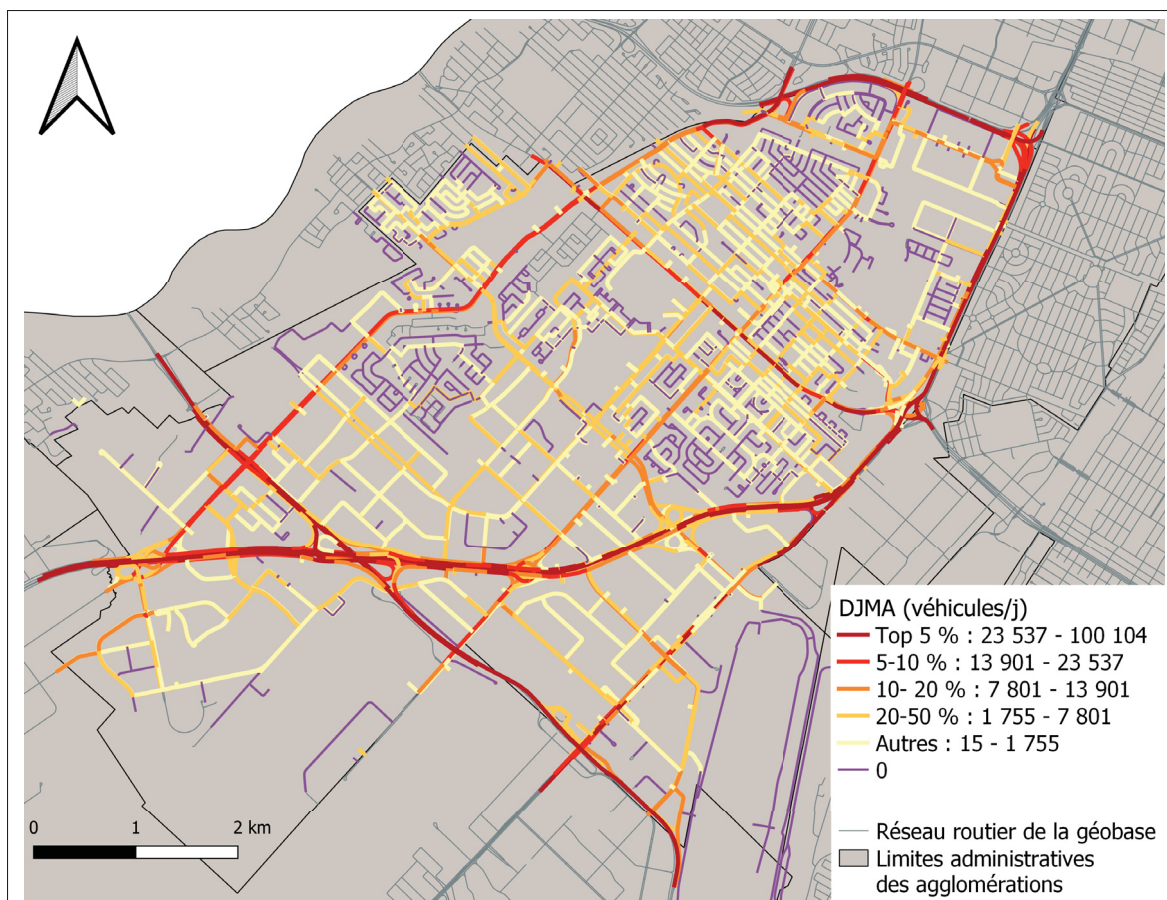 DJMA (véhicules/j)
Top 5 % : 23 537 - 100 104
5-10 % : 13 901 - 23 537
10- 20 % : 7 801 - 13 901
20-50 % : 1 755 - 7 801
Autres : 15 - 1 755
0
Réseau routier de la géobase
Limites administratives
des agglomérations
0 1 2 km